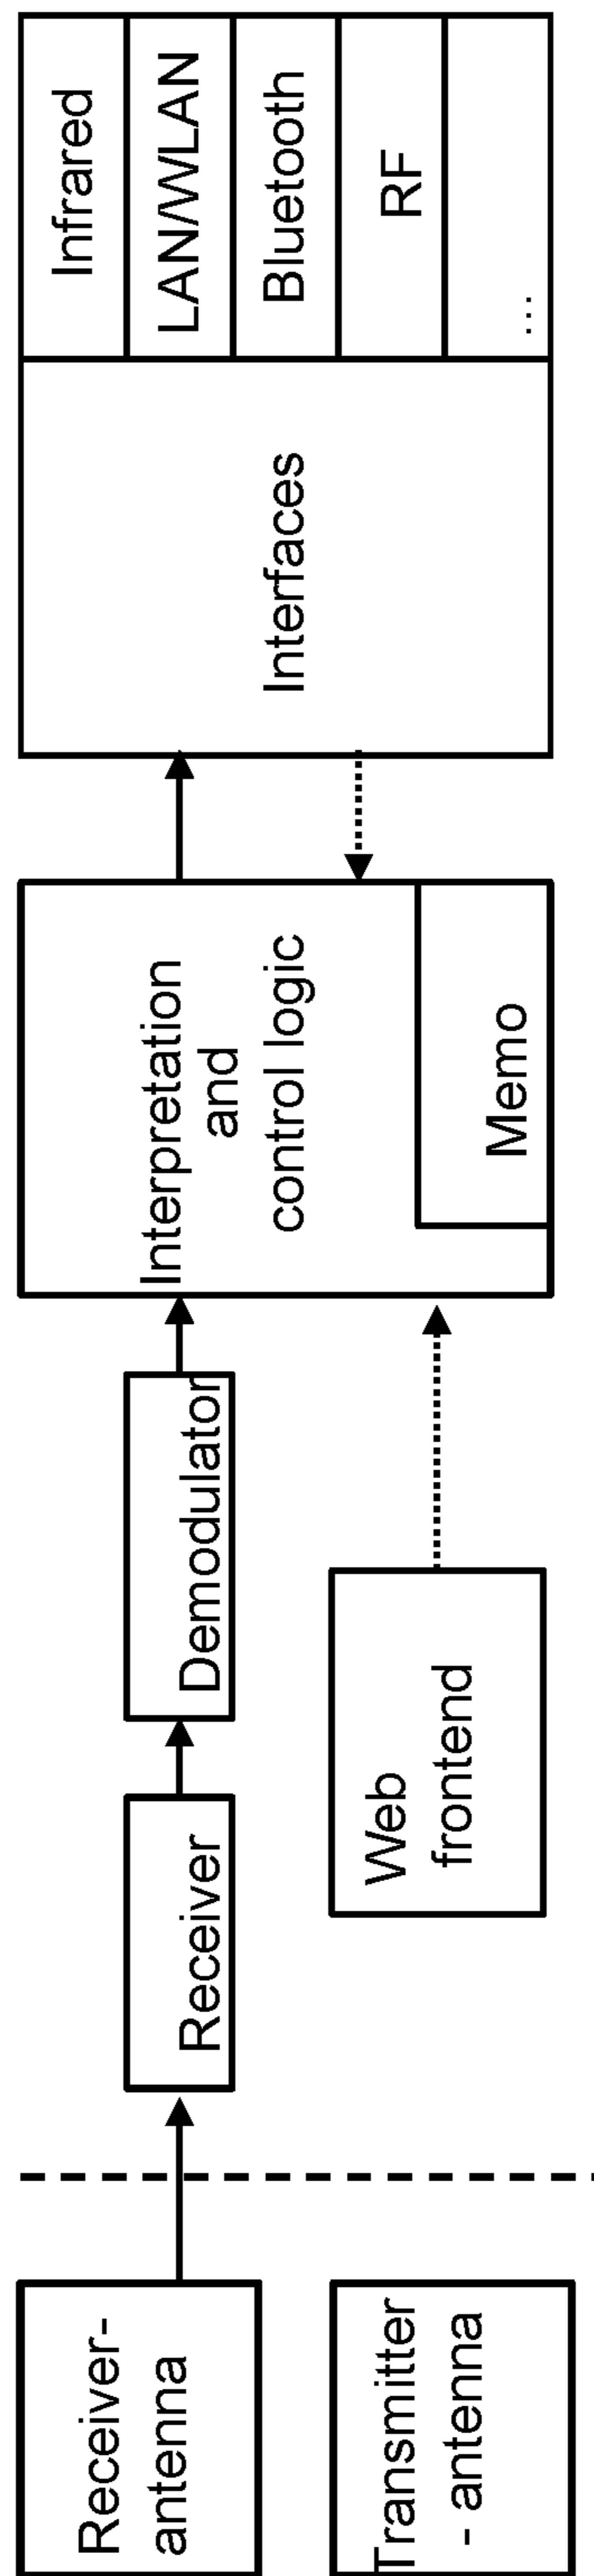 Receiver-
antenna
Transmitter
- antenna
Receiver
Demodulator
Web
frontend
Interpretation
and
control logic
Memo
Interfaces
Infrared
LAN/WLAN
Bluetooth
RF
...